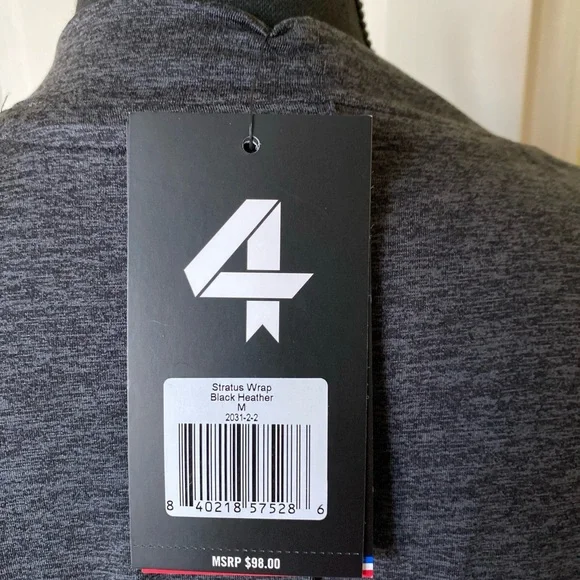 4
Stratus Wrap
Black Heather
M
2031-2-2
8 40218 57528 6
MSRP $98.00